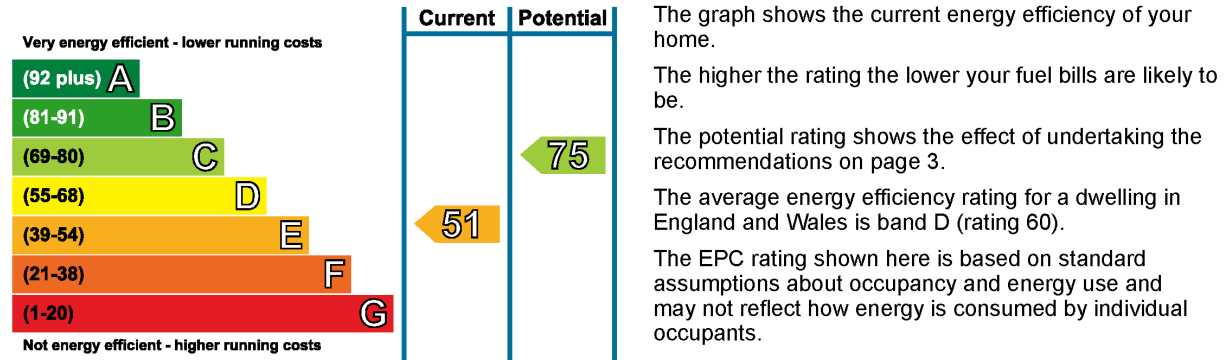 Current Potential
Very energy efficient - lower running costs
(92 plus) A
(81-91) B
(69-80) C
75
(55-68) D
(39-54) E
51
(21-38) F
(1-20) G
Not energy efficient - higher running costs
The graph shows the current energy efficiency of your
home.
The higher the rating the lower your fuel bills are likely to
be.
The potential rating shows the effect of undertaking the
recommendations on page 3.
The average energy efficiency rating for a dwelling in
England and Wales is band D (rating 60).
The EPC rating shown here is based on standard
assumptions about occupancy and energy use and
may not reflect how energy is consumed by individual
occupants.